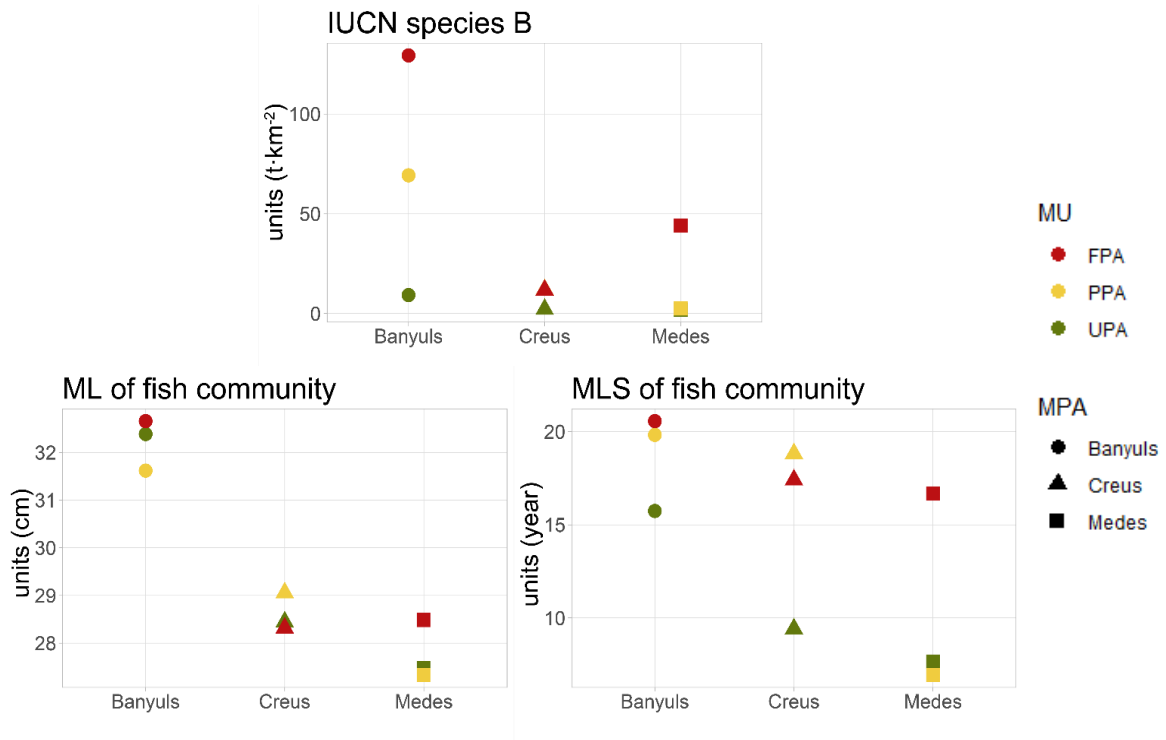 IUCN species B
units (t·km⁻²)
100
50
0
Banyuls Creus Medes
ML of fish community
units (cm)
32
31
30
29
28
Banyuls Creus Medes
MLS of fish community
units (year)
20
15
10
Banyuls Creus Medes
MU
FPA
PPA
UPA
MPA
Banyuls
Creus
Medes